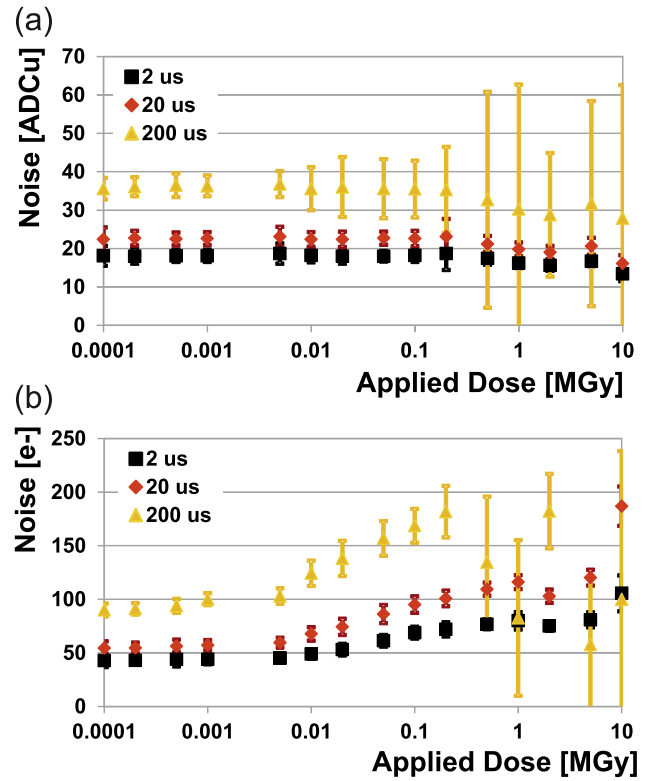 (a)
Noise [ADCu]
70
60
50
40
30
20
10
0
2 us
20 us
200 us
0.0001
0.001
0.01
0.1
1
10
Applied Dose [MGy]
(b)
Noise [e-]
250
200
150
100
50
0
2 us
20 us
200 us
0.0001
0.001
0.01
0.1
1
10
Applied Dose [MGy]